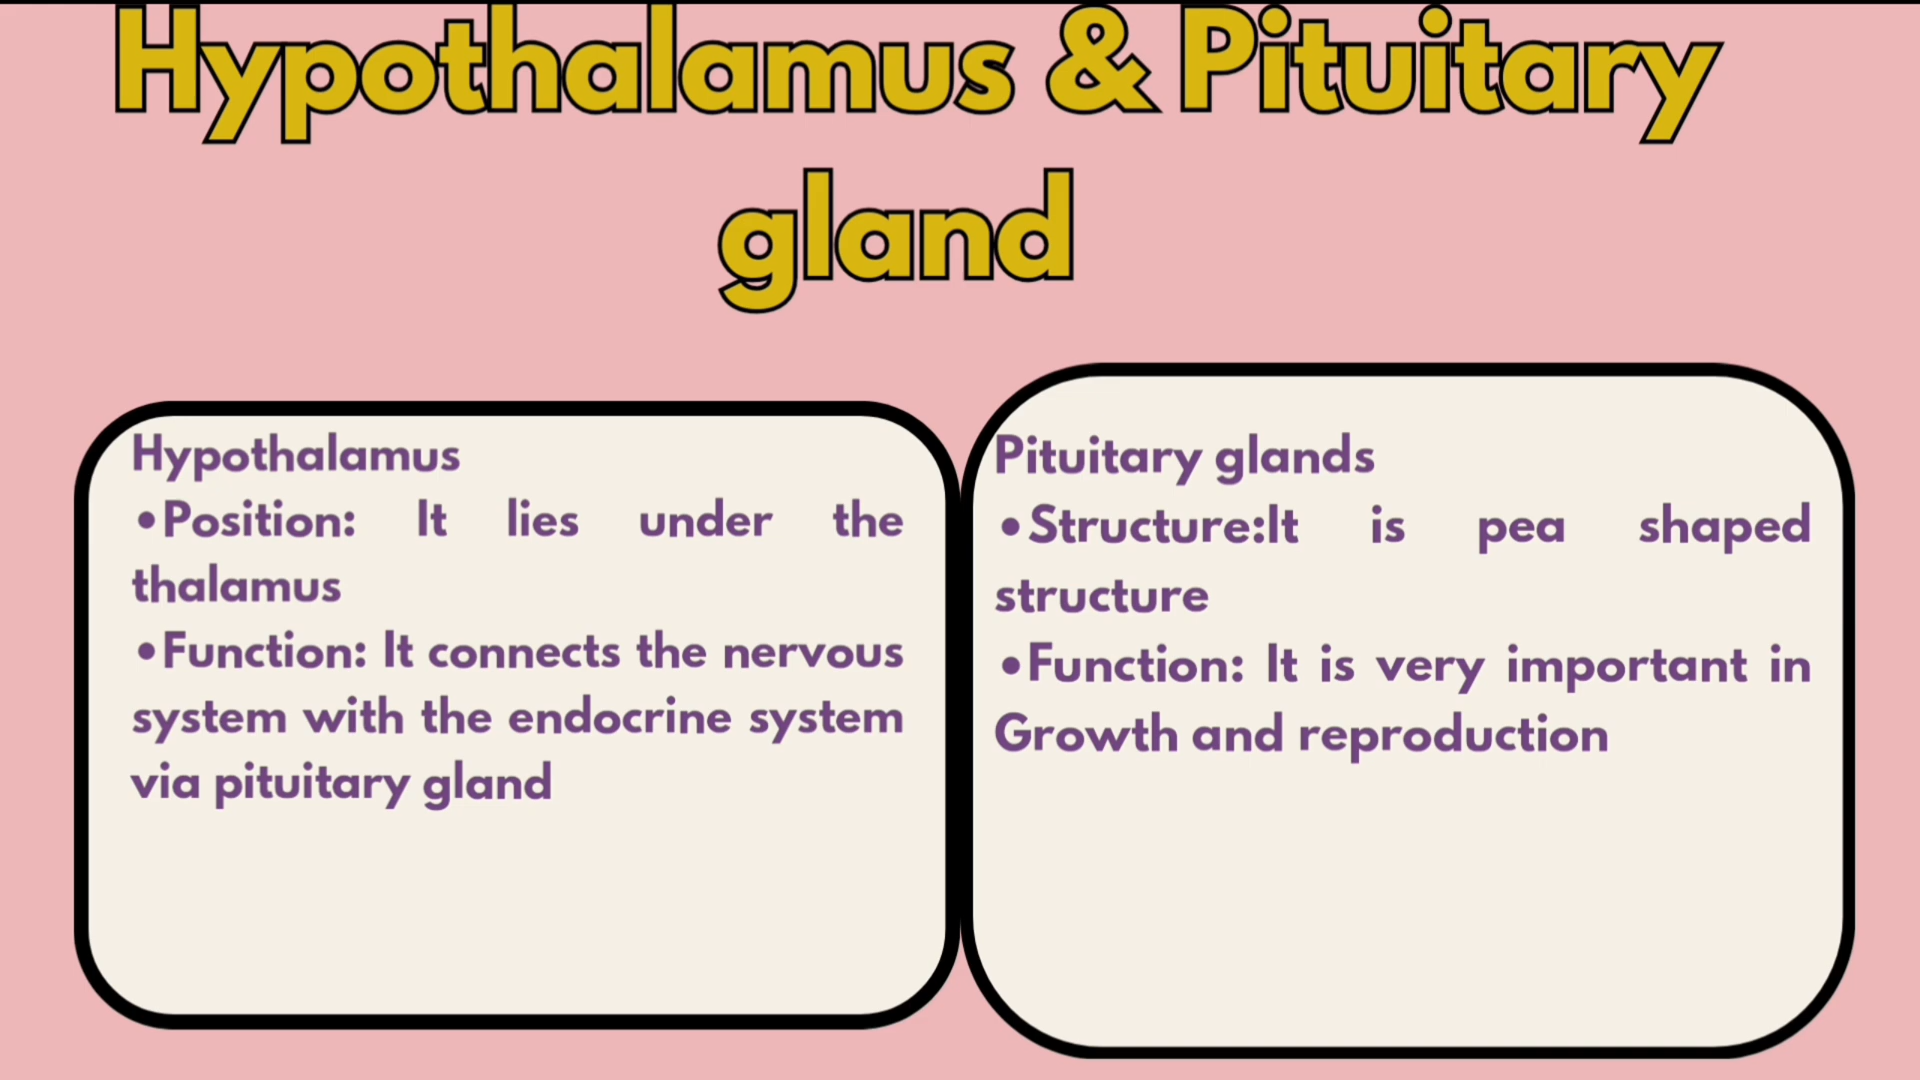 Hypothalamus & Pituitary
gland
Hypothalamus
•Position: It lies under the
thalamus
•Function: It connects the nervous
system with the endocrine system
via pituitary gland
Pituitary glands
•Structure:It is pea shaped
structure
•Function: It is very important in
Growth and reproduction